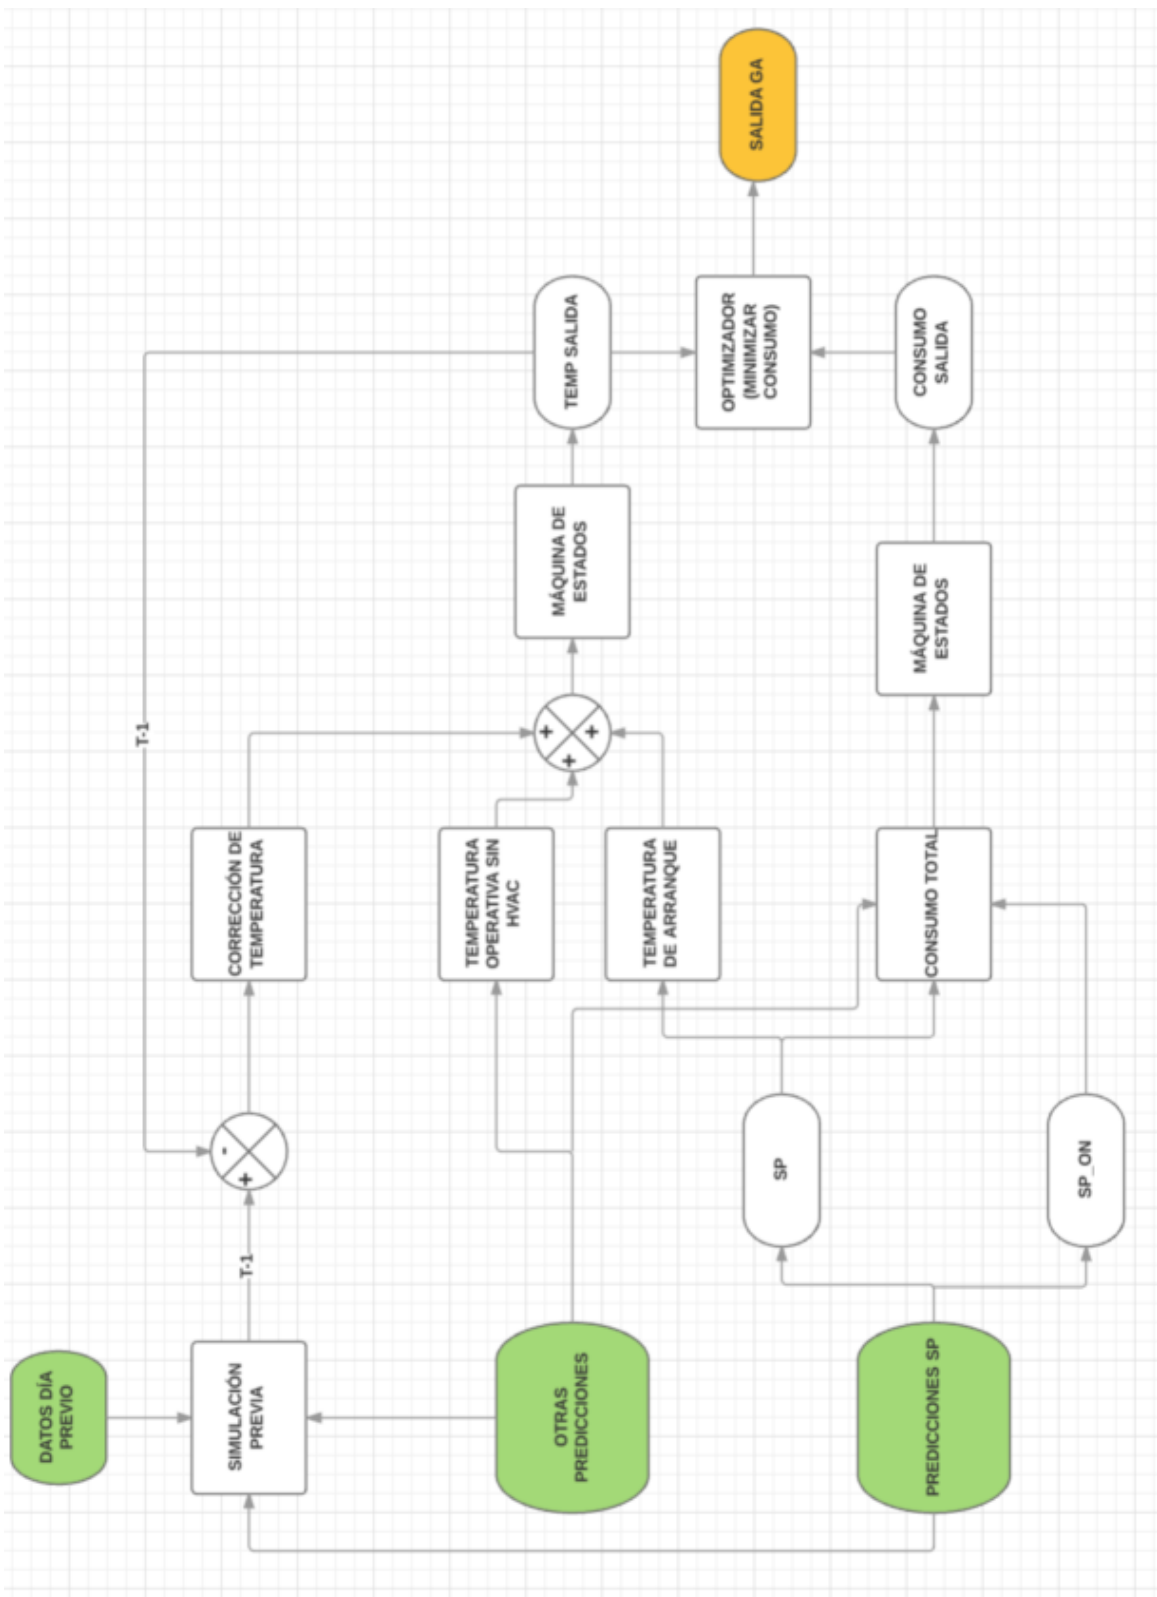 DATOS DÍA
PREVIO
T-1
SIMULACIÓN
PREVIA
T-1
-
+
CORRECCIÓN DE
TEMPERATURA
TEMPERATURA
OPERATIVA SIN
HVAC
OTRAS
PREDICCIONES
+
+
+
MÁQUINA DE
ESTADOS
TEMP SALIDA
TEMPERATURA
DE ARRANQUE
SP
OPTIMIZADOR
(MINIMIZAR
CONSUMO)
SALIDA GA
PREDICCIONES SP
CONSUMO TOTAL
MÁQUINA DE
ESTADOS
CONSUMO
SALIDA
SP_ON